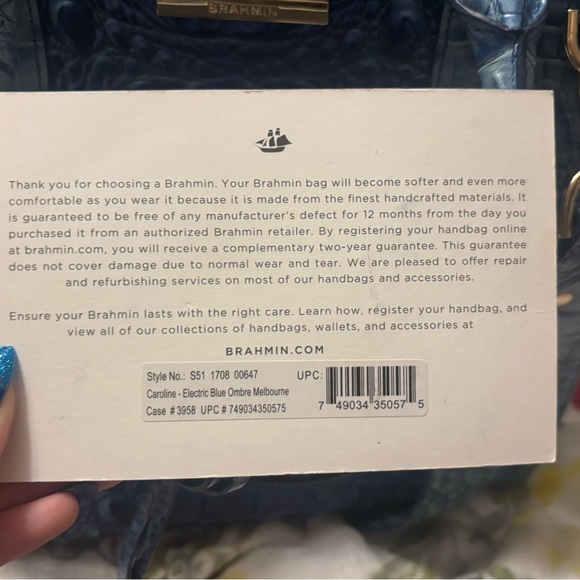 BRAHMIN
Thank you for choosing a Brahmin. Your Brahmin bag will become softer and even more
comfortable as you wear it because it is made from the finest handcrafted materials. It
is guaranteed to be free of any manufacturer's defect for 12 months from the day you
purchased it from an authorized Brahmin retailer. By registering your handbag online
at brahmin.com, you will receive a complementary two-year guarantee. This guarantee
does not cover damage due to normal wear and tear. We are pleased to offer repair
and refurbishing services on most of our handbags and accessories.
Ensure your Brahmin lasts with the right care. Learn how, register your handbag, and
view all of our collections of handbags, wallets, and accessories at
BRAHMIN.COM
Style No.: S51 1708 00647 UPC:
Caroline - Electric Blue Ombre Melbourne
Case # 3958 UPC # 749034350575
7 49034 35057 5